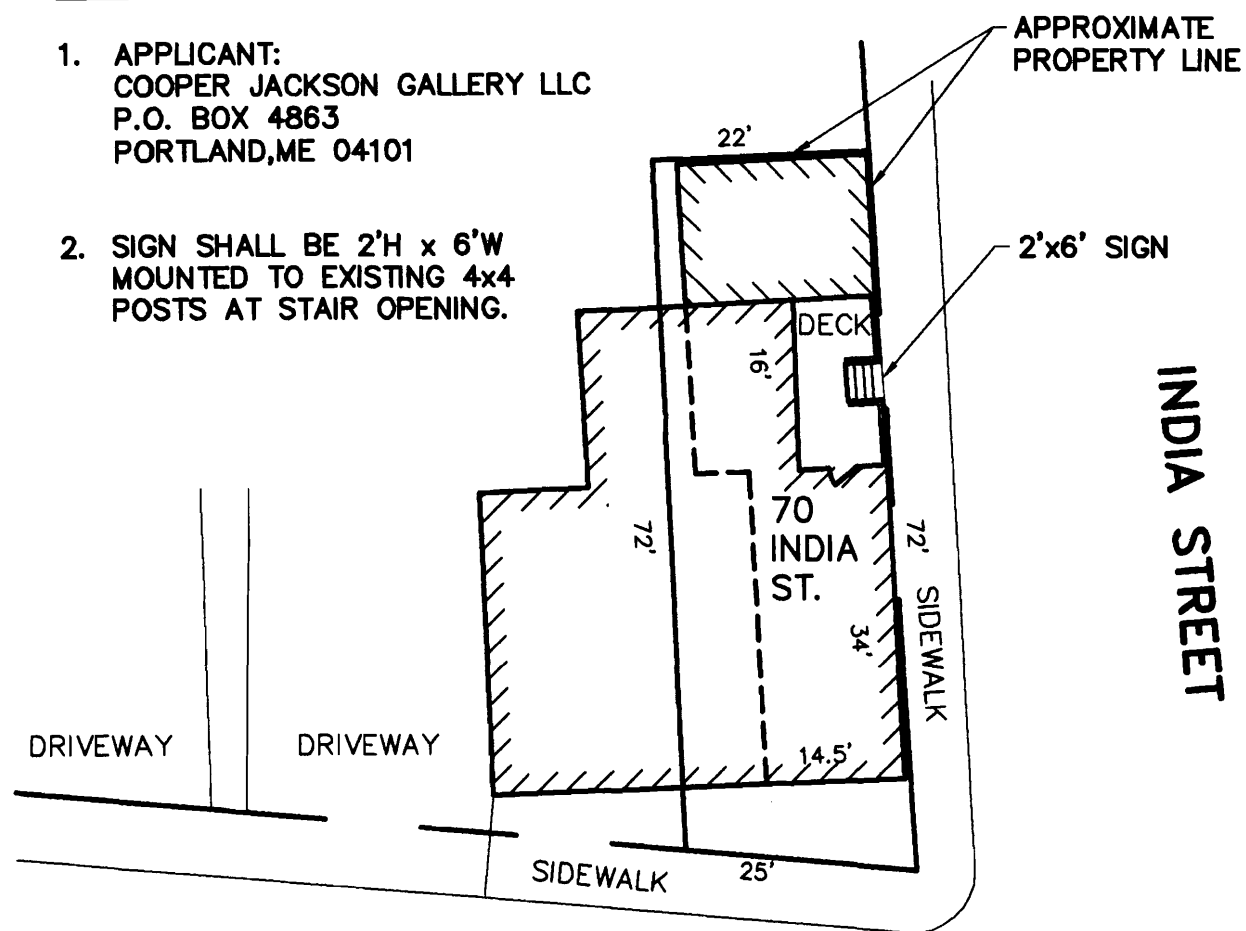 1. APPLICANT:
COOPER JACKSON GALLERY LLC
P.O. BOX 4863
PORTLAND,ME 04101
2. SIGN SHALL BE 2'H x 6'W
MOUNTED TO EXISTING 4x4
POSTS AT STAIR OPENING.
APPROXIMATE
PROPERTY LINE
22'
2'x6' SIGN
DECK
16'
INDIA STREET
70
INDIA
ST.
72'
72'
SIDEWALK
34'
14.5'
DRIVEWAY
DRIVEWAY
SIDEWALK
25'